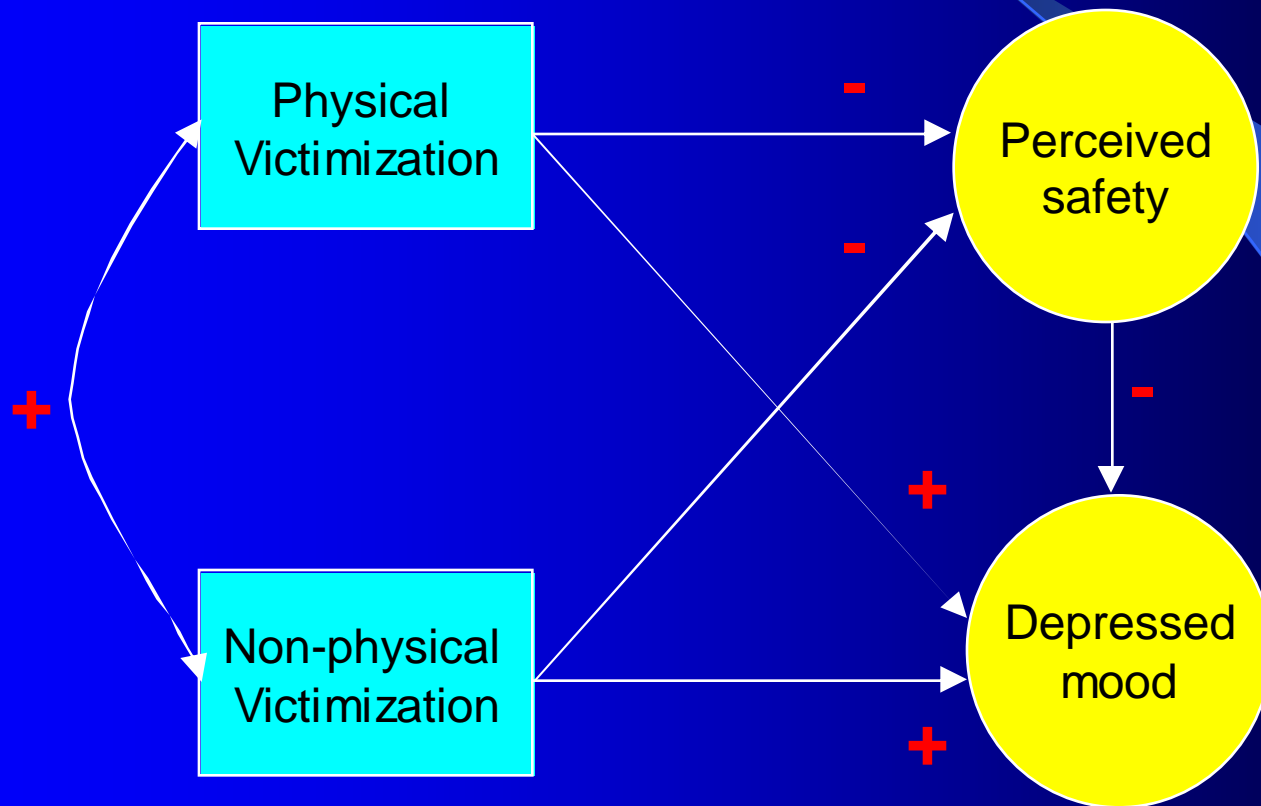 Physical
Victimization
-
Perceived
safety
-
+
-
+
Non-physical
Victimization
Depressed
mood
+